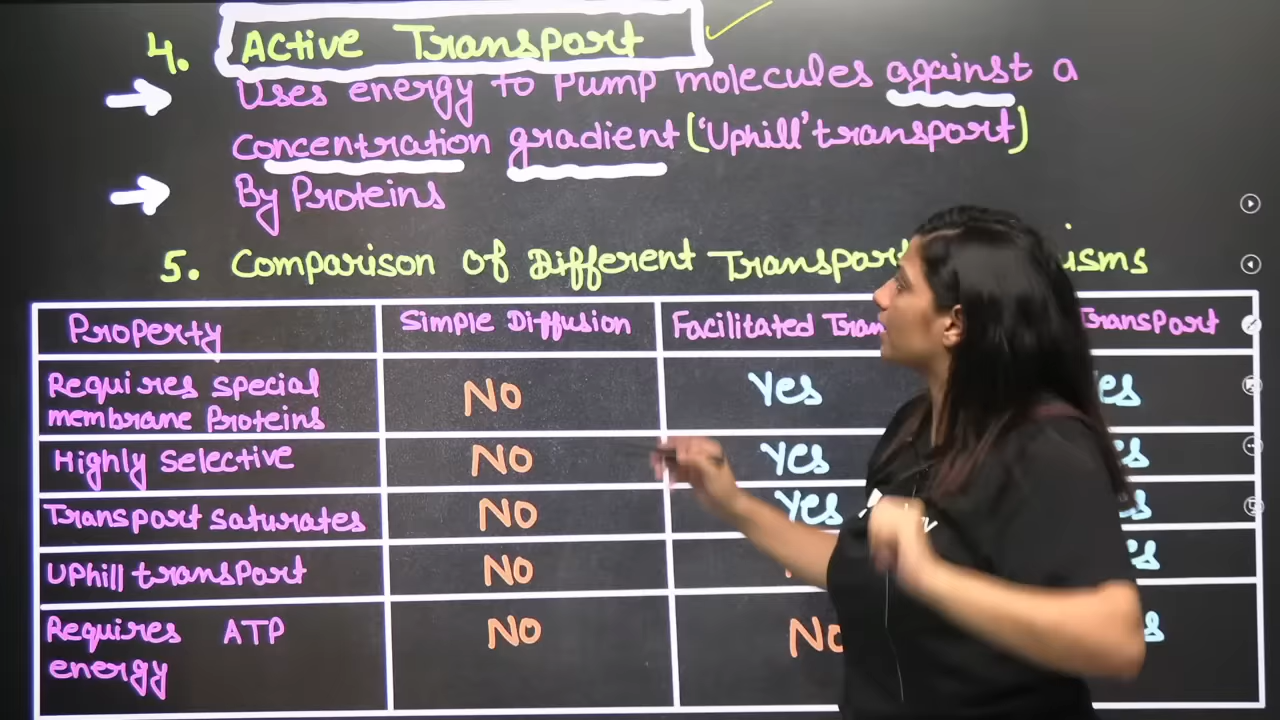 4. Active Transport
Uses energy to Pump molecules against a
concentration gradient ('Uphill' transport)
By Proteins
5. Comparison of Different Transport
Property Simple Diffusion Facilitated Transport
Requires special
membrane Proteins No Yes
Highly selective No Yes
Transport saturates No Yes
Uphill transport No
Requires ATP
energy No No